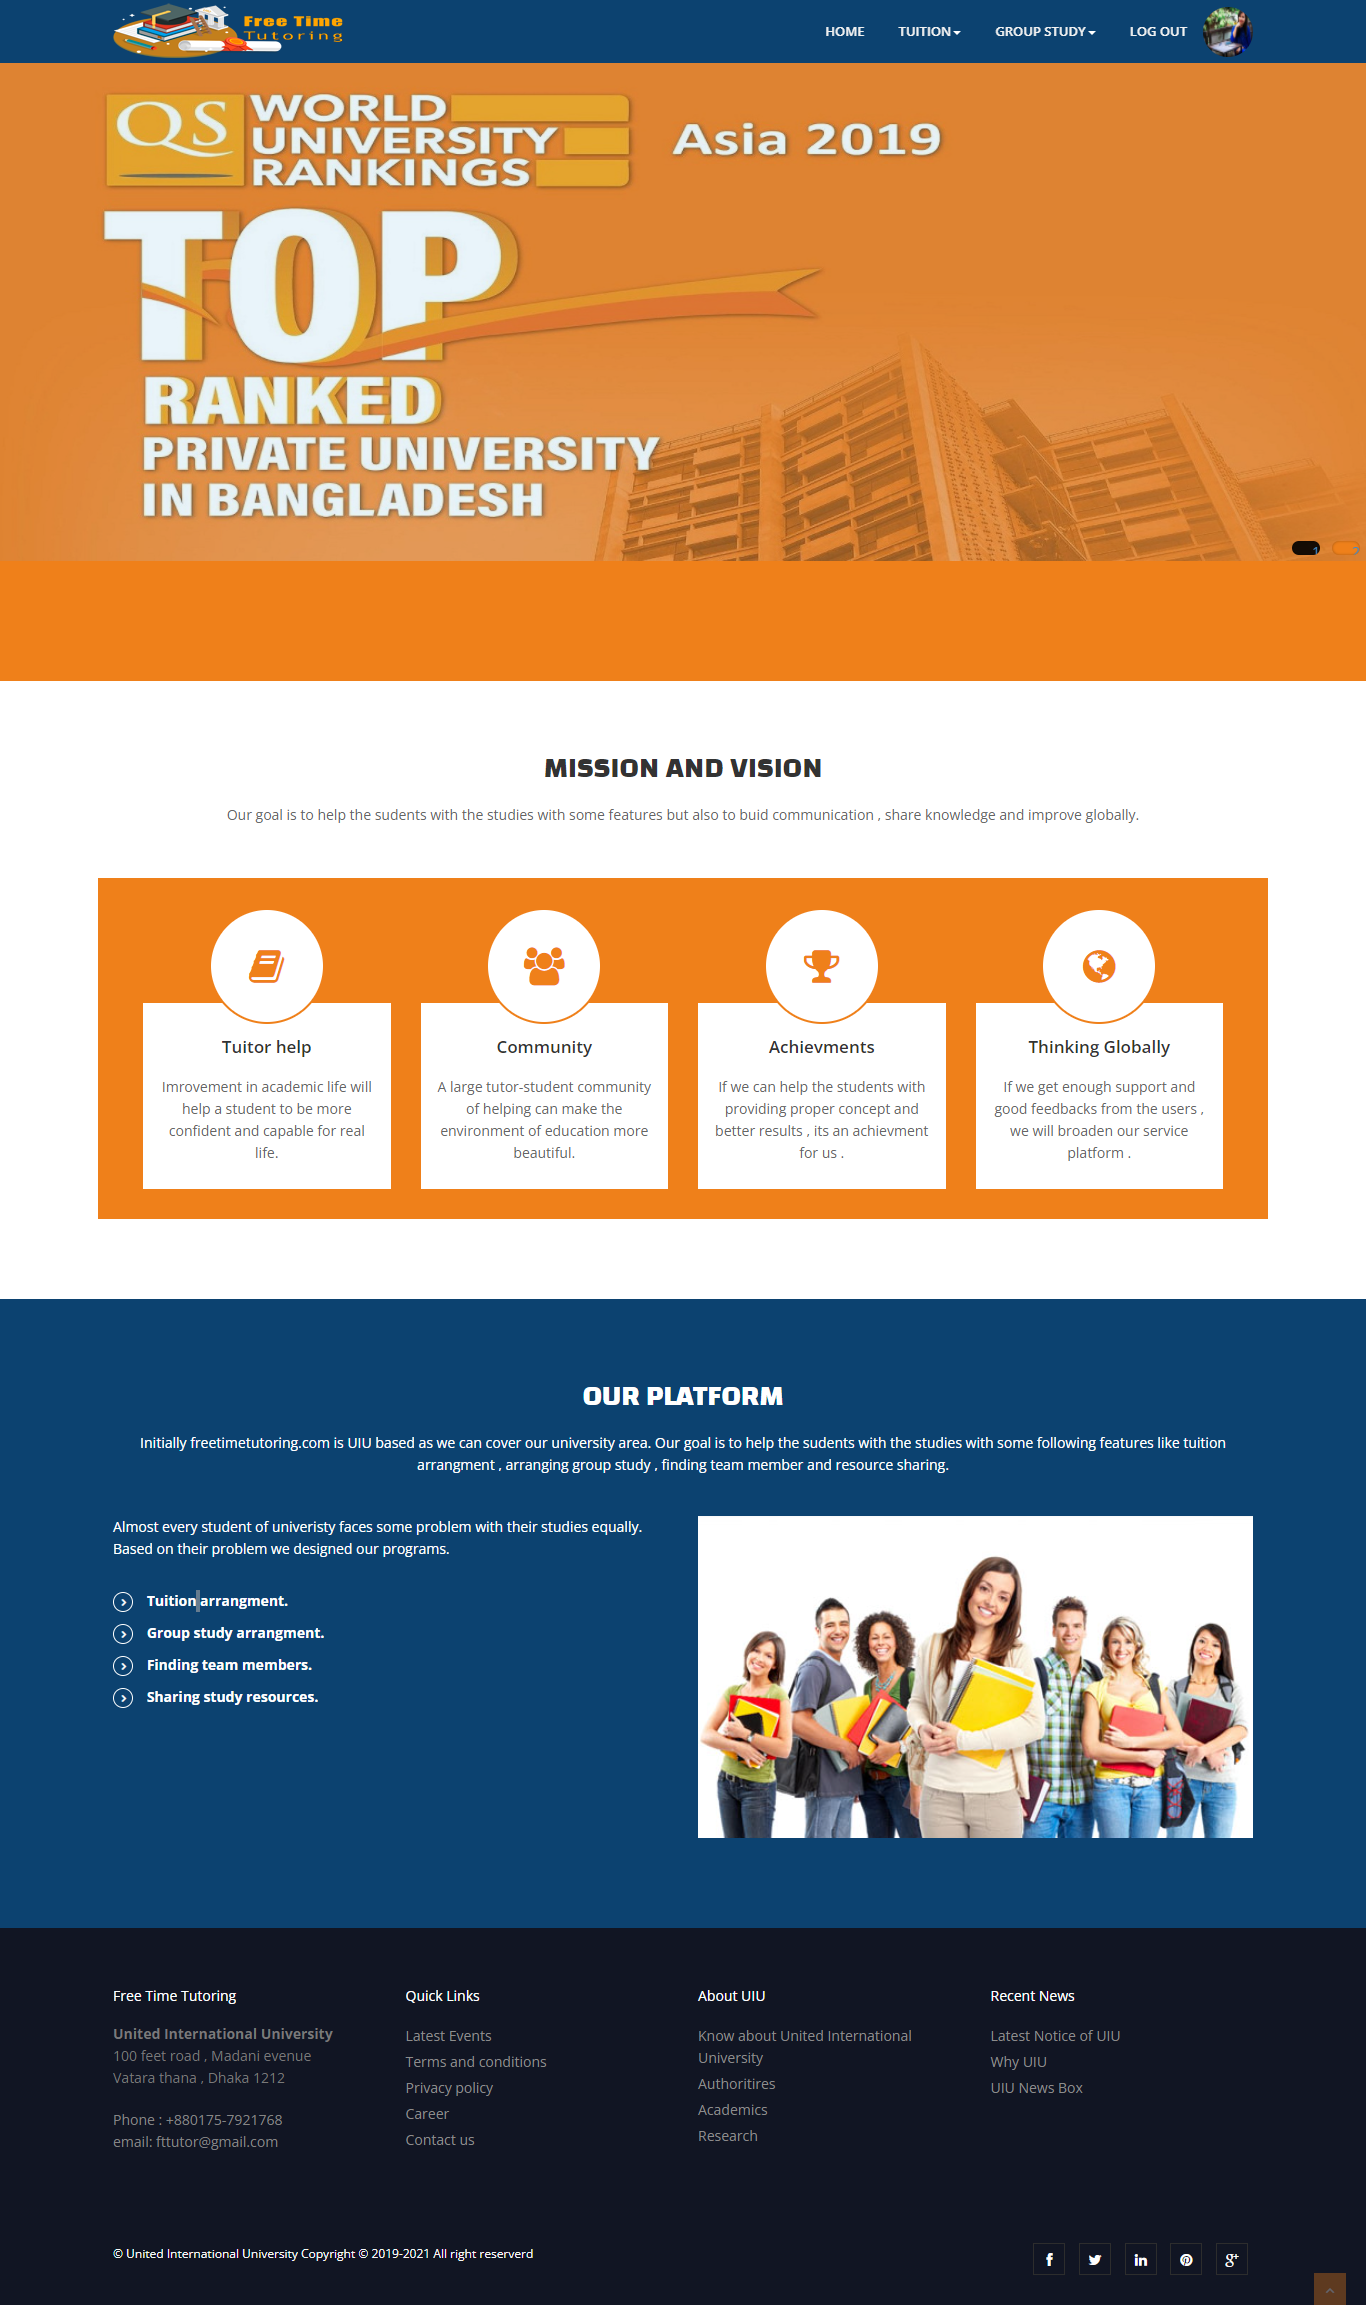 Free Time
Tutoring
HOME
TUITION
GROUP STUDY
LOG OUT
QS
WORLD
UNIVERSITY
RANKINGS
Asia 2019
TOP
RANKED
PRIVATE UNIVERSITY
IN BANGLADESH
MISSION AND VISION
Our goal is to help the sudents with the studies with some features but also to buid communication , share knowledge and improve globally.
Tuitor help
Imrovement in academic life will
help a student to be more
confident and capable for real
life.
Community
A large tutor-student community
of helping can make the
environment of education more
beautiful.
Achievments
If we can help the students with
providing proper concept and
better results , its an achievment
for us .
Thinking Globally
If we get enough support and
good feedbacks from the users ,
we will broaden our service
platform .
OUR PLATFORM
Initially freetimetutoring.com is UIU based as we can cover our university area. Our goal is to help the sudents with the studies with some following features like tuition
arrangment , arranging group study , finding team member and resource sharing.
Almost every student of univeristy faces some problem with their studies equally.
Based on their problem we designed our programs.
Tuition arrangment.
Group study arrangment.
Finding team members.
Sharing study resources.
Free Time Tutoring
United International University
100 feet road , Madani evenue
Vatara thana , Dhaka 1212
Phone : +880175-7921768
email: fttutor@gmail.com
Quick Links
Latest Events
Terms and conditions
Privacy policy
Career
Contact us
About UIU
Know about United International
University
Authoritires
Academics
Research
Recent News
Latest Notice of UIU
Why UIU
UIU News Box
© United International University Copyright © 2019-2021 All right reserverd